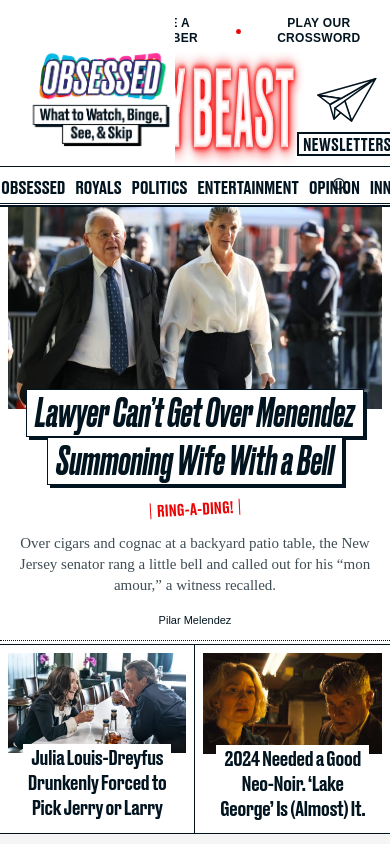 E A
BER
PLAY OUR
CROSSWORD
OBSESSED
What to Watch, Binge,
See, & Skip
Y BEAST
NEWSLETTERS
OBSESSED ROYALS POLITICS ENTERTAINMENT OPINION INN
Lawyer Can't Get Over Menendez
Summoning Wife With a Bell
RING-A-DING!
Over cigars and cognac at a backyard patio table, the New
Jersey senator rang a little bell and called out for his “mon
amour,” a witness recalled.
Pilar Melendez
Julia Louis-Dreyfus
Drunkenly Forced to
Pick Jerry or Larry
2024 Needed a Good
Neo-Noir. ‘Lake
George’ Is (Almost) It.